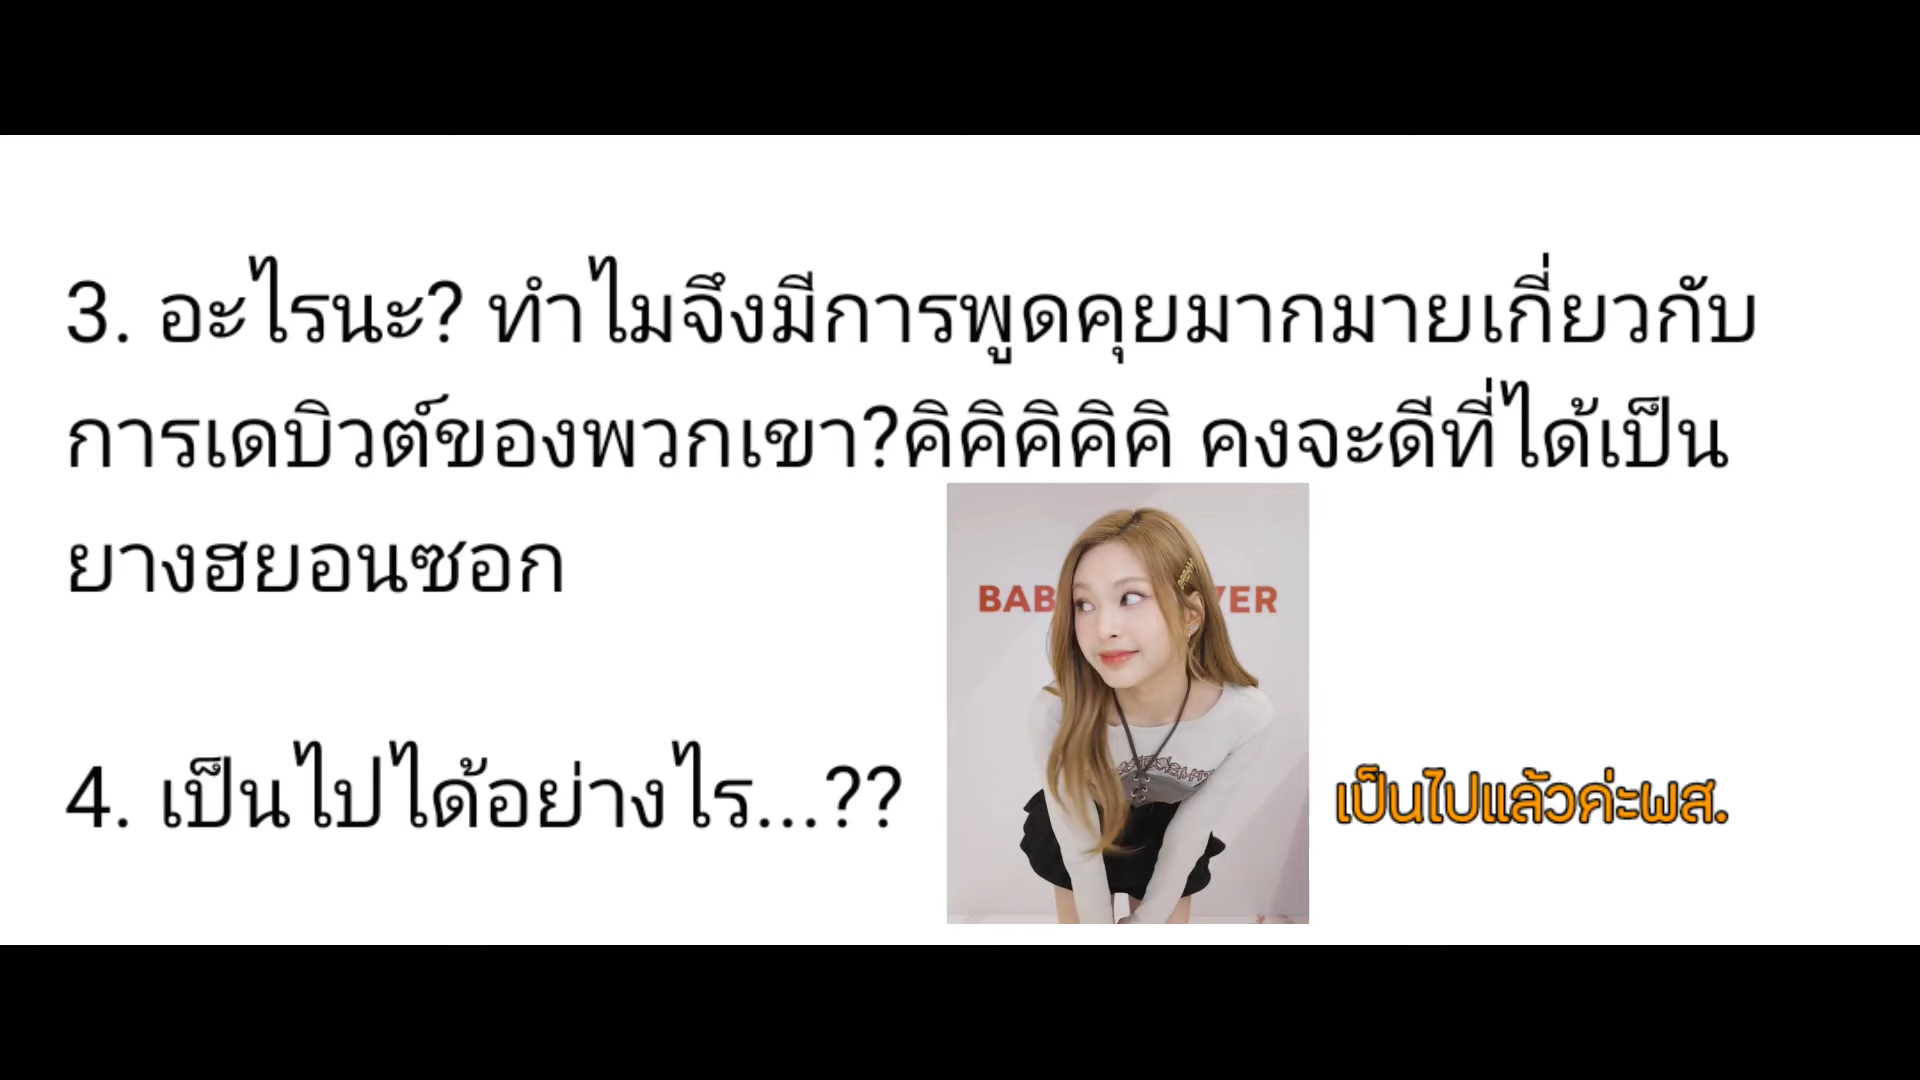 3. อะไรนะ? ทำไมจึงมีการพูดคุยมากมายเกี่ยวกับ
การเดบิวต์ของพวกเขา?คิคิคิคิคิ คงจะดีที่ได้เป็น
ยางฮยอนซอก
BAB VER
4. เป็นไปได้อย่างไร...??
เป็นไปแล้วค่ะพส.